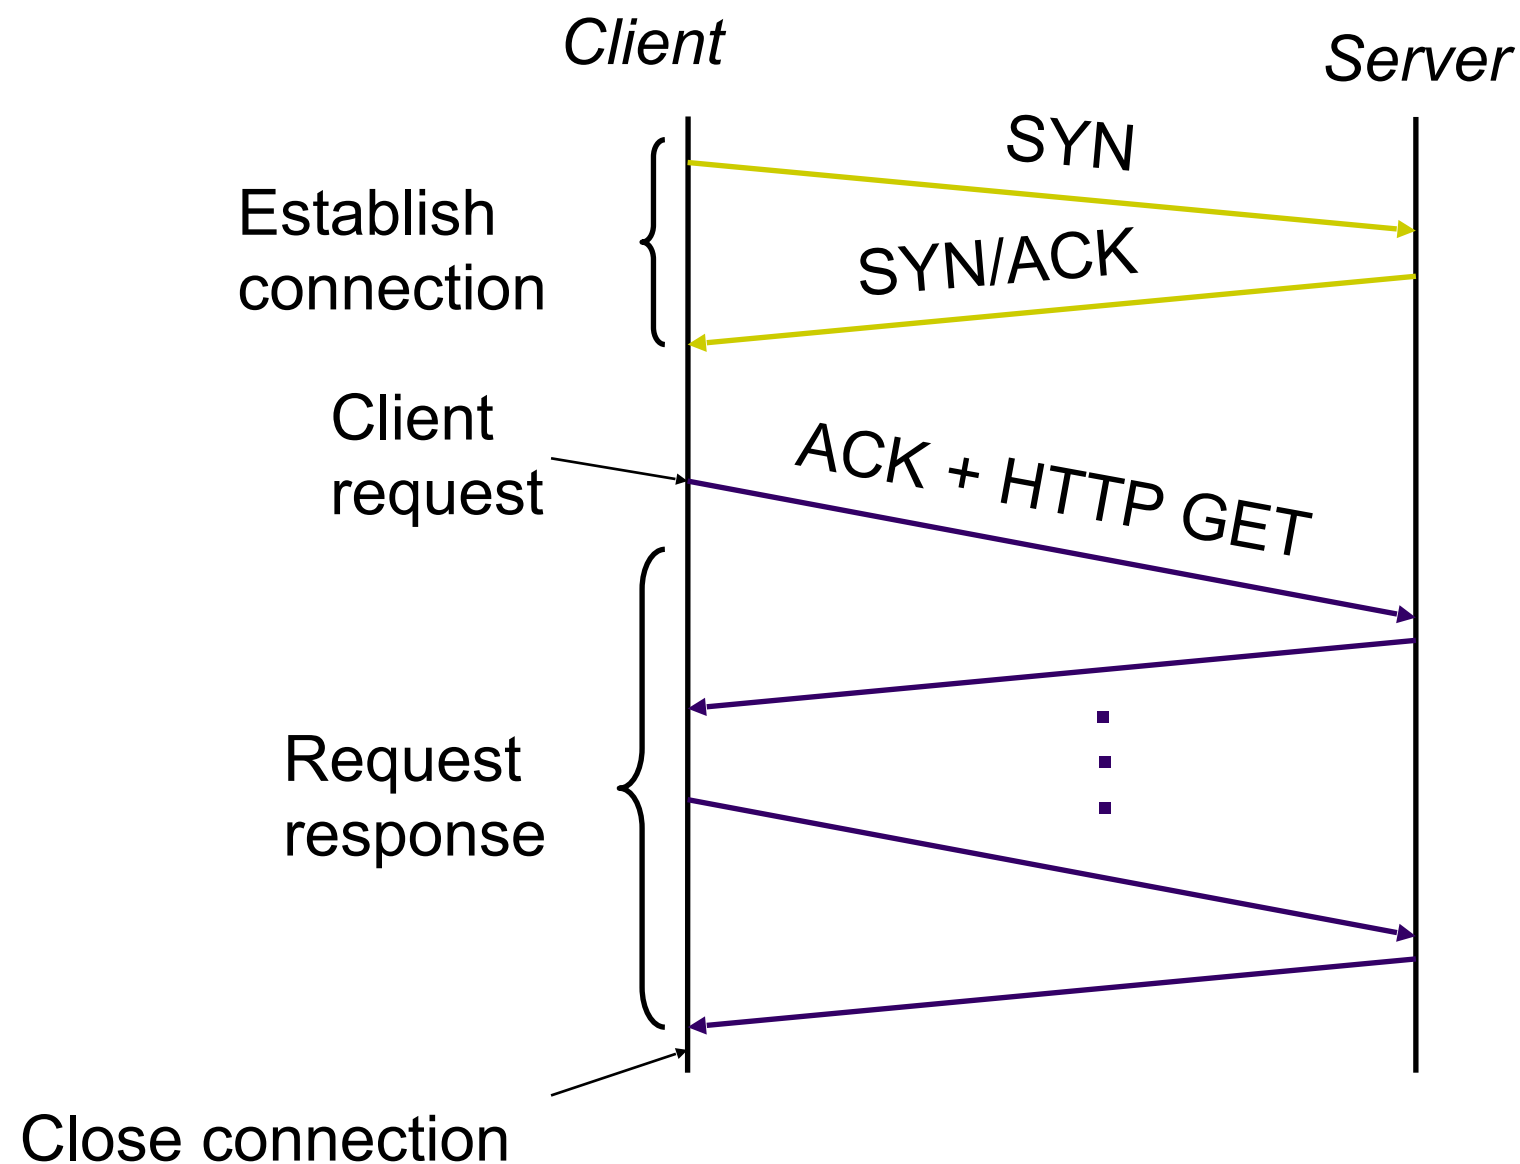 Client
Server
SYN
Establish
connection
SYN/ACK
Client
request
ACK + HTTP GET
Request
response
Close connection